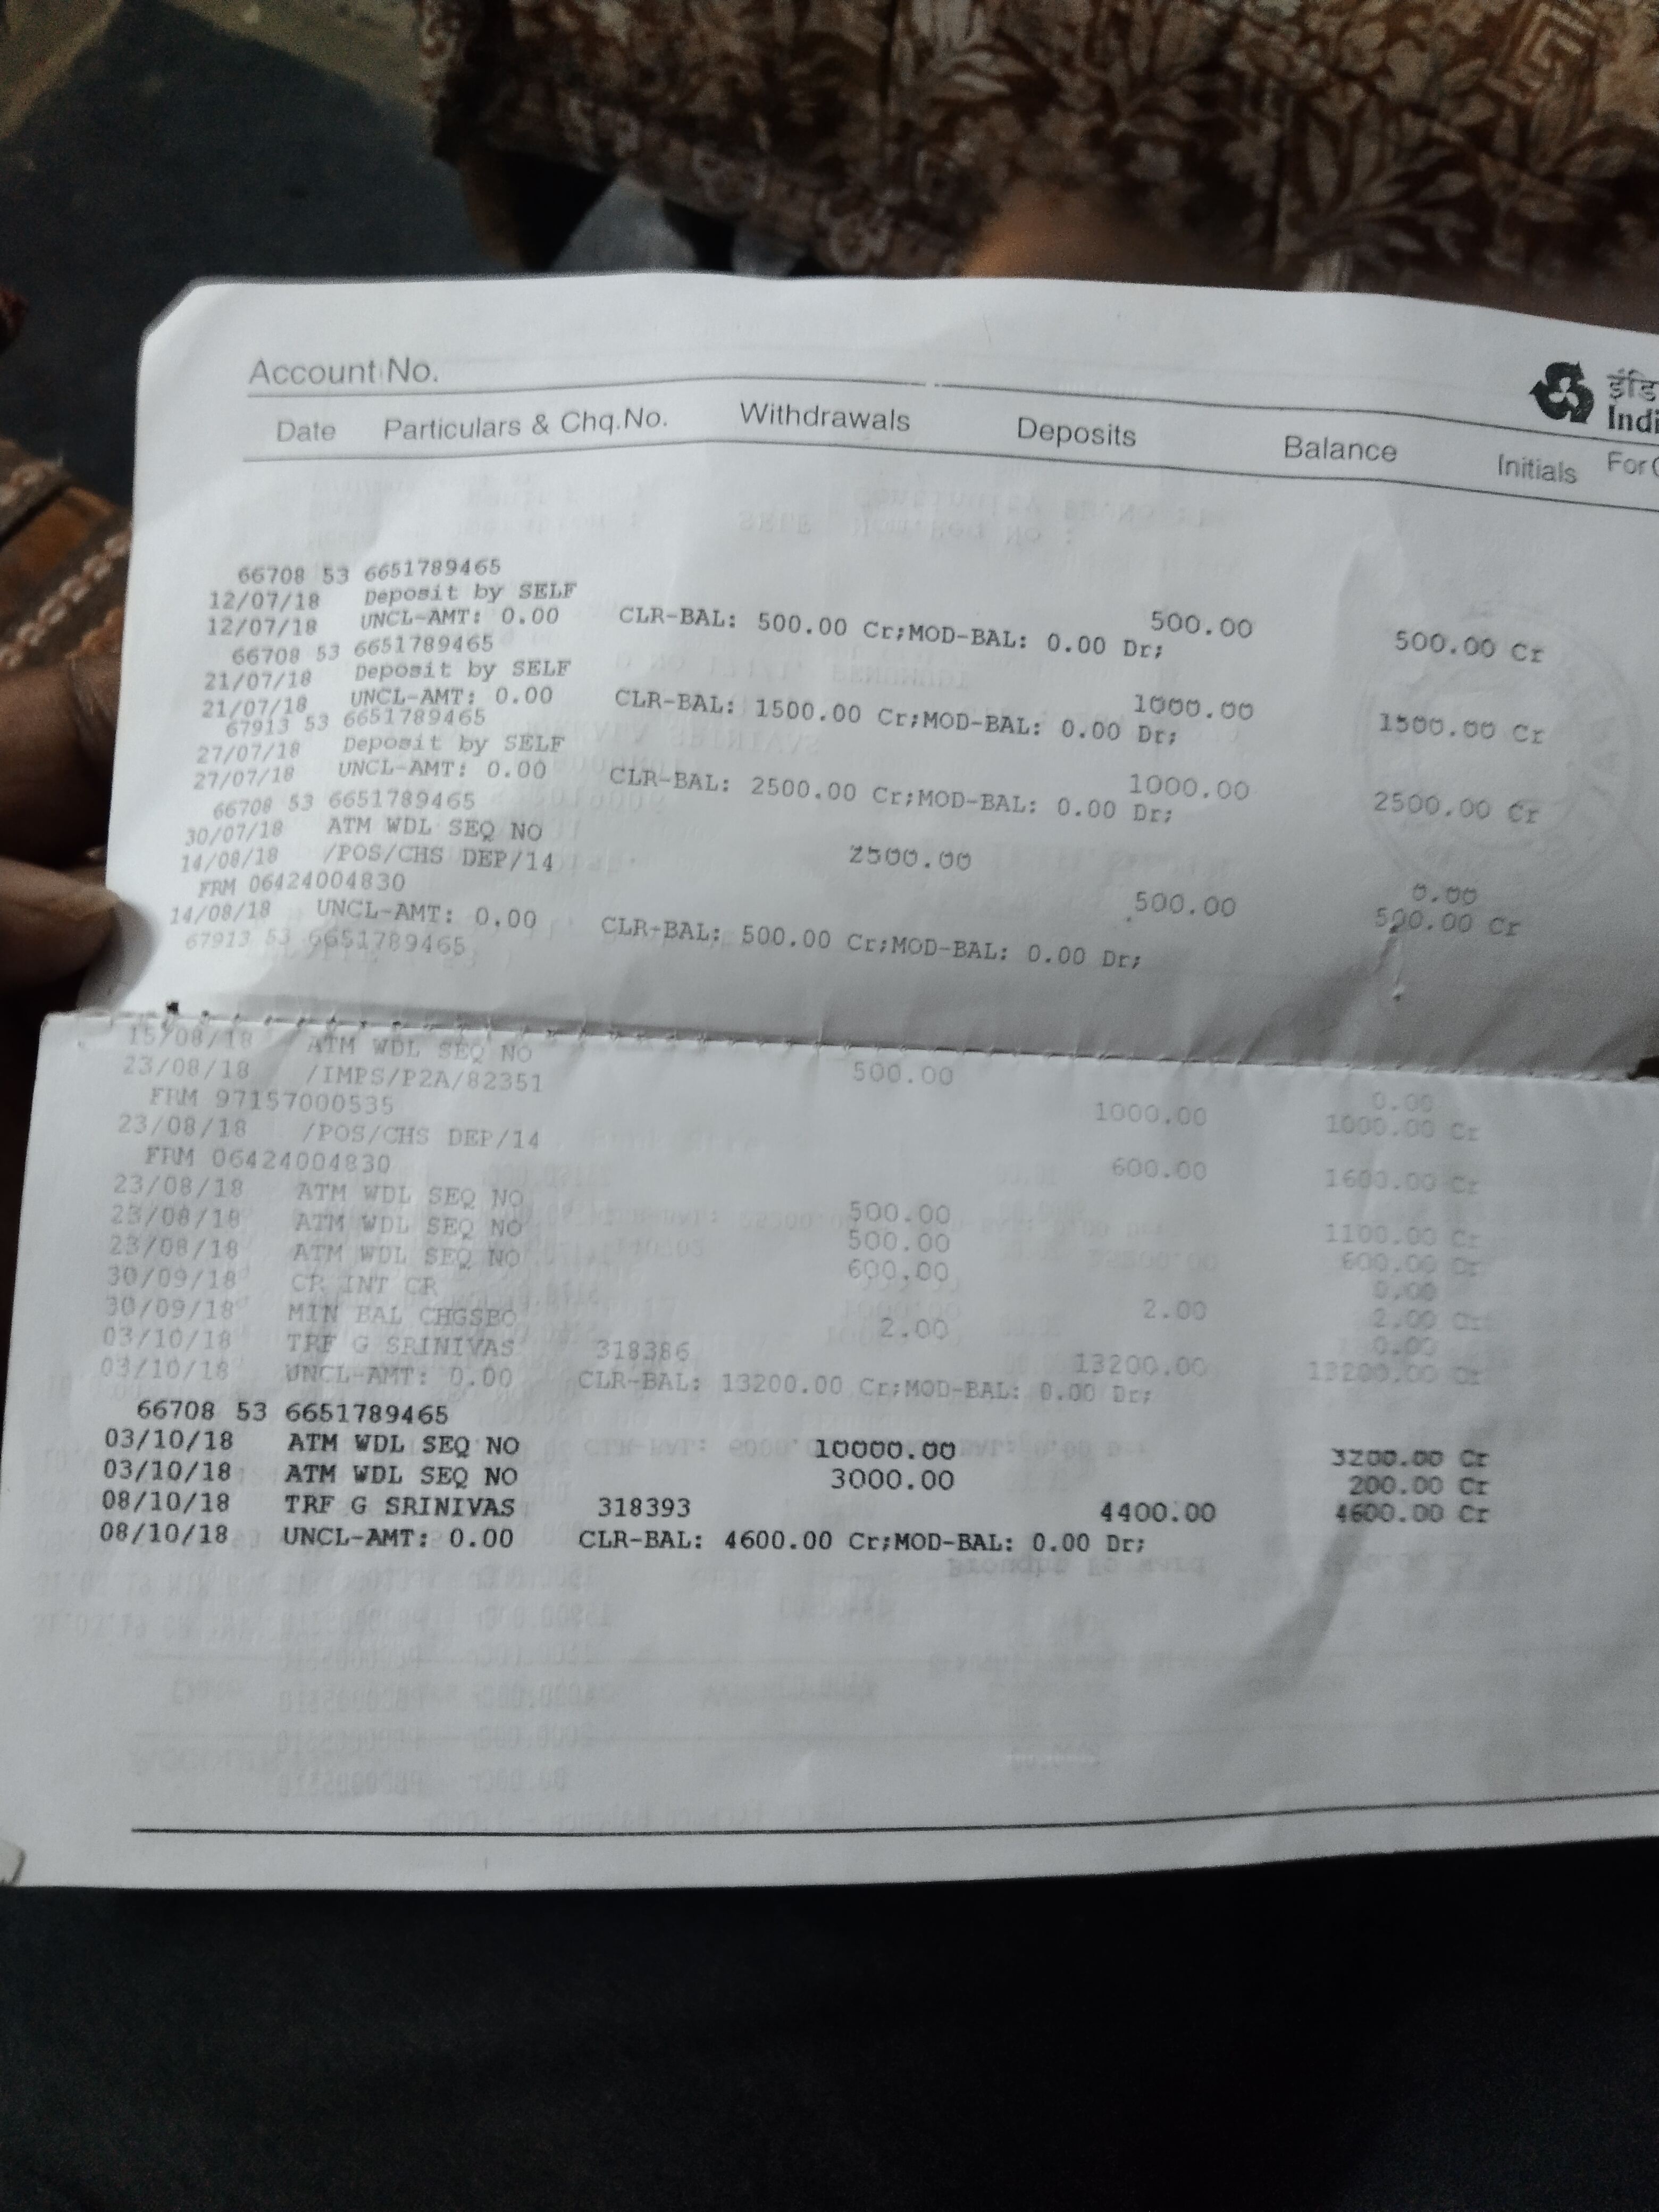 Account No.
इंडि
Indi
Date Particulars & Chq.No. Withdrawals Deposits Balance Initials For
66708 53 6651789465
12/07/18 Deposit by SELF 500.00 500.00 Cr
12/07/18 UNCL-AMT: 0.00 CLR-BAL: 500.00 Cr;MOD-BAL: 0.00 Dr;
66708 53 6651789465
21/07/18 Deposit by SELF 1000.00 1500.00 Cr
21/07/18 UNCL-AMT: 0.00 CLR-BAL: 1500.00 Cr;MOD-BAL: 0.00 Dr;
67913 53 6651789465
27/07/18 Deposit by SELF 1000.00 2500.00 Cr
27/07/18 UNCL-AMT: 0.00 CLR-BAL: 2500.00 Cr;MOD-BAL: 0.00 Dr;
66708 53 6651789465
30/07/18 ATM WDL SEQ NO 2500.00 0.00
14/08/18 /POS/CHS DEP/14 500.00 500.00 Cr
FRM 06424004830
14/08/18 UNCL-AMT: 0.00 CLR-BAL: 500.00 Cr;MOD-BAL: 0.00 Dr;
67913 53 6651789465
15/08/18 ATM WDL SEQ NO 500.00 0.00
23/08/18 /IMPS/P2A/82351 1000.00 1000.00 Cr
FRM 97157000535
23/08/18 /POS/CHS DEP/14 600.00 1600.00 Cr
FRM 06424004830
23/08/18 ATM WDL SEQ NO 500.00 1100.00 Cr
23/08/18 ATM WDL SEQ NO 500.00 600.00 Cr
23/08/18 ATM WDL SEQ NO 600.00 0.00
30/09/18 CR INT CR 2.00 2.00 Cr
30/09/18 MIN BAL CHGSBO 2.00 0.00
03/10/18 TRF G SRINIVAS 318386 13200.00 13200.00 Cr
03/10/18 UNCL-AMT: 0.00 CLR-BAL: 13200.00 Cr;MOD-BAL: 0.00 Dr;
66708 53 6651789465
03/10/18 ATM WDL SEQ NO 10000.00 3200.00 Cr
03/10/18 ATM WDL SEQ NO 3000.00 200.00 Cr
08/10/18 TRF G SRINIVAS 318393 4400.00 4600.00 Cr
08/10/18 UNCL-AMT: 0.00 CLR-BAL: 4600.00 Cr;MOD-BAL: 0.00 Dr;